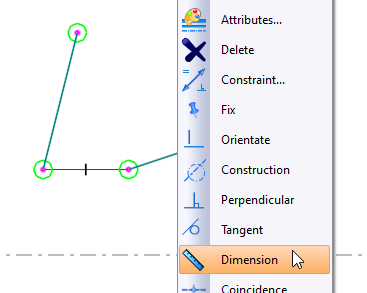 Attributes...
Delete
Constraint...
Fix
Orientate
Construction
Perpendicular
Tangent
Dimension
Coincidence